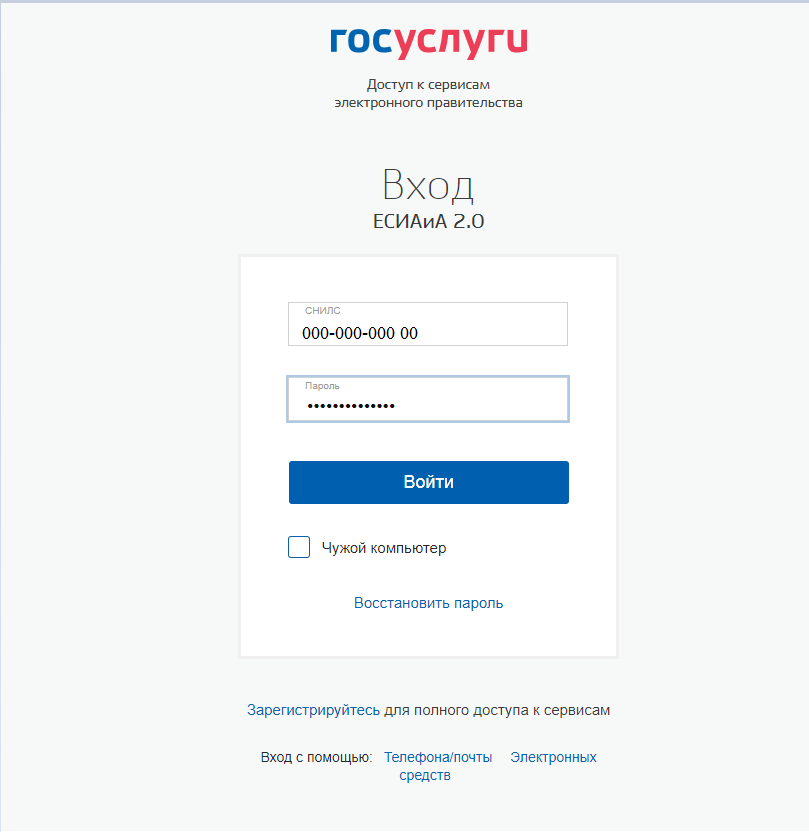 госуслуги
Доступ к сервисам
электронного правительства
Вход
ЕСИАиА 2.0
СНИЛС
000-000-000 00
Пароль
••••••••••••••
Войти
Чужой компьютер
Восстановить пароль
Зарегистрируйтесь для полного доступа к сервисам
Вход с помощью: Телефона/почты Электронных
средств